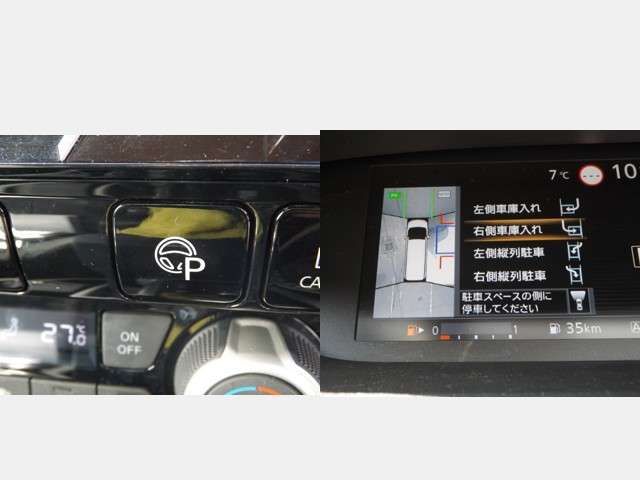 P
CA
27.0
ON
OFF
7℃
10
左側車庫入れ
右側車庫入れ
左側縦列駐車
右側縦列駐車
駐車スペースの側に
停車してください
0 1
35km